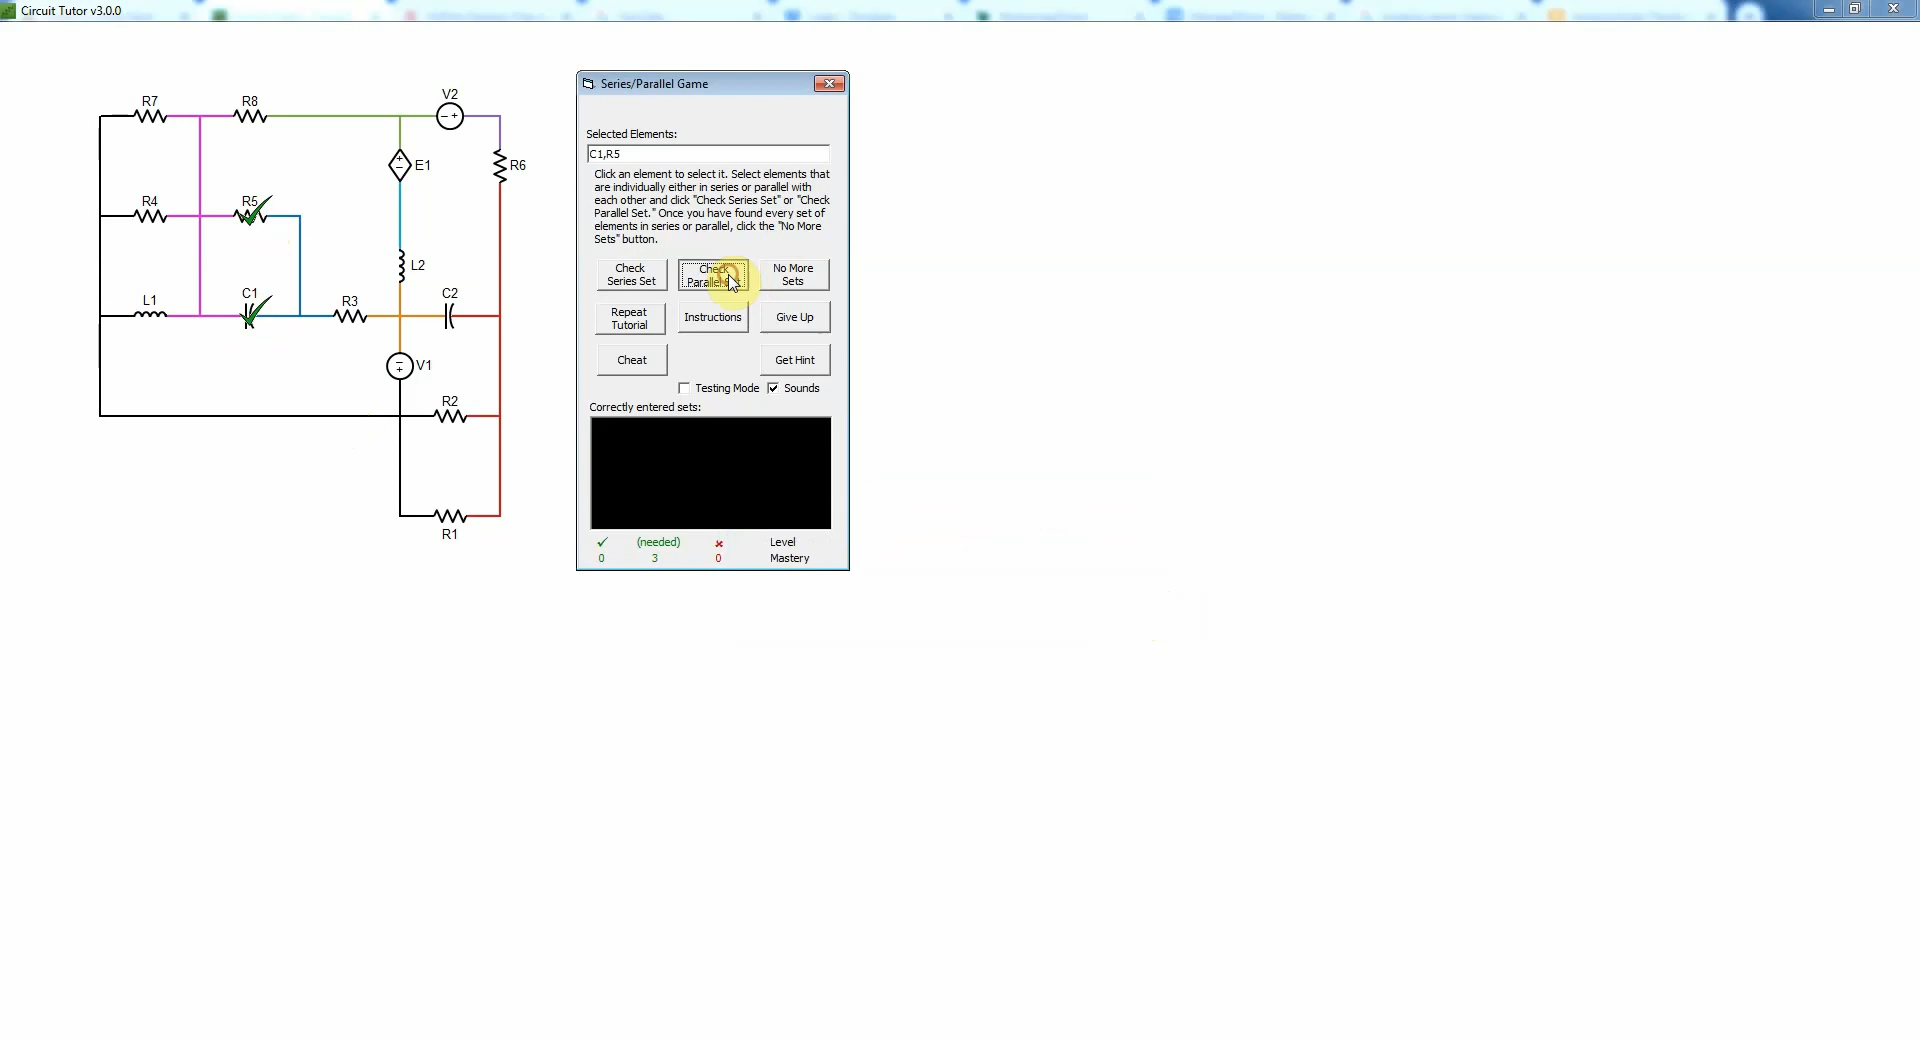 Circuit Tutor v3.0.0
R7
R8
V2
E1
R6
R4
R5
L2
L1
C1
R3
C2
V1
R2
R1
Series/Parallel Game
Selected Elements:
C1,R5
Click an element to select it. Select elements that
are individually either in series or parallel with
each other and click "Check Series Set" or "Check
Parallel Set." Once you have found every set of
elements in series or parallel, click the "No More
Sets" button.
Check
Series Set
Check
Parallel
No More
Sets
Repeat
Tutorial
Instructions
Give Up
Cheat
Get Hint
Testing Mode
Sounds
Correctly entered sets:
(needed)
Level
0
3
0
Mastery